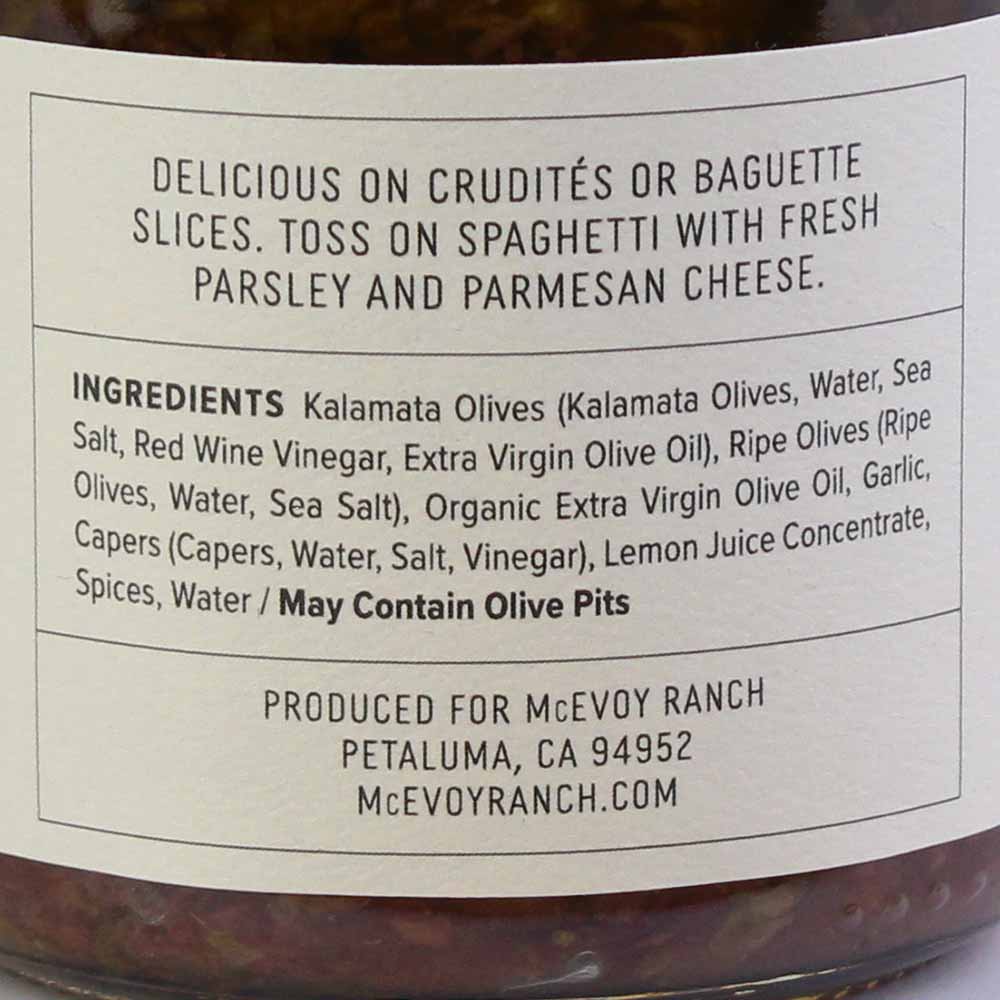 DELICIOUS ON CRUDITÉS OR BAGUETTE
SLICES. TOSS ON SPAGHETTI WITH FRESH
PARSLEY AND PARMESAN CHEESE.
INGREDIENTS Kalamata Olives (Kalamata Olives, Water, Sea
Salt, Red Wine Vinegar, Extra Virgin Olive Oil), Ripe Olives (Ripe
Olives, Water, Sea Salt), Organic Extra Virgin Olive Oil, Garlic,
Capers (Capers, Water, Salt, Vinegar), Lemon Juice Concentrate,
Spices, Water / May Contain Olive Pits
PRODUCED FOR McEVOY RANCH
PETALUMA, CA 94952
McEVOYRANCH.COM